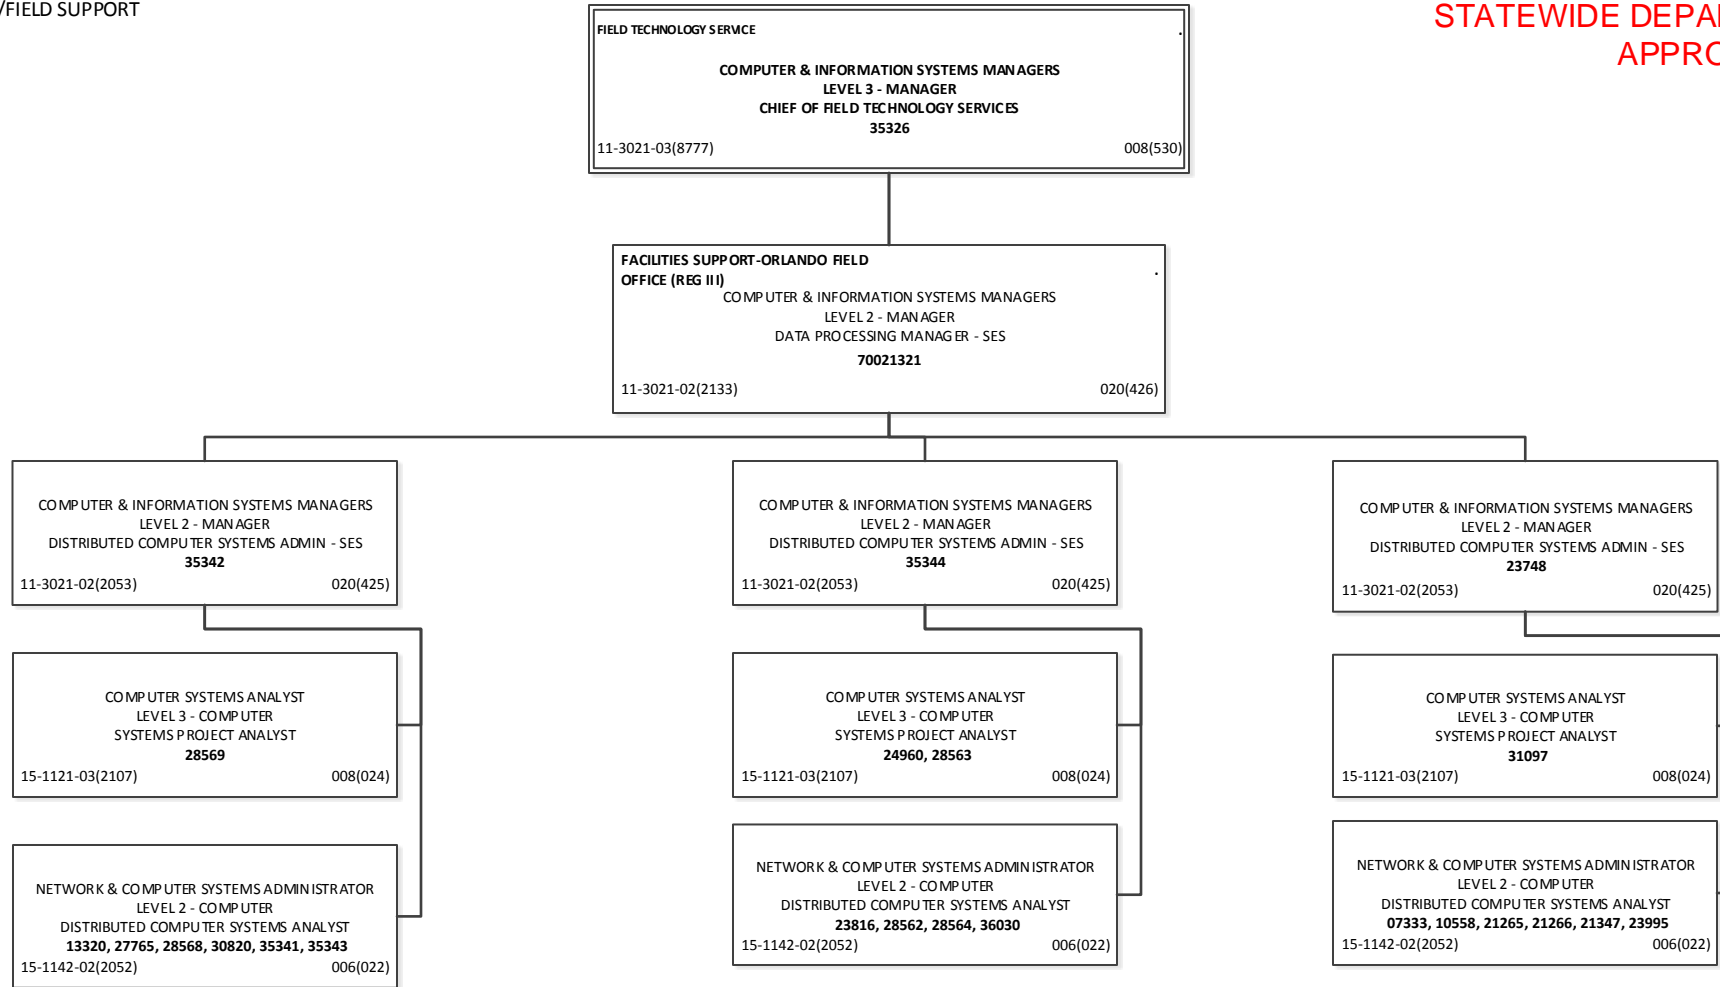 /FIELD SUPPORT
STATEWIDE
FIELD TECHNOLOGY SERVICE .
COMPUTER & INFORMATION SYSTEMS MANAGERS
LEVEL 3 - MANAGER
CHIEF OF FIELD TECHNOLOGY SERVICES
35326
11-3021-03(8777) 008(530)
FACILITIES SUPPORT-ORLANDO FIELD
OFFICE (REG III) .
COMPUTER & INFORMATION SYSTEMS MANAGERS
LEVEL 2 - MANAGER
DATA PROCESSING MANAGER - SES
70021321
11-3021-02(2133) 020(426)
COMPUTER & INFORMATION SYSTEMS MANAGERS
LEVEL 2 - MANAGER
DISTRIBUTED COMPUTER SYSTEMS ADMIN - SES
35342
11-3021-02(2053) 020(425)
COMPUTER & INFORMATION SYSTEMS MANAGERS
LEVEL 2 - MANAGER
DISTRIBUTED COMPUTER SYSTEMS ADMIN - SES
35344
11-3021-02(2053) 020(425)
COMPUTER & INFORMATION SYSTEMS MANAGERS
LEVEL 2 - MANAGER
DISTRIBUTED COMPUTER SYSTEMS ADMIN - SES
23748
11-3021-02(2053) 020(425)
COMPUTER SYSTEMS ANALYST
LEVEL 3 - COMPUTER
SYSTEMS PROJECT ANALYST
28569
15-1121-03(2107) 008(024)
COMPUTER SYSTEMS ANALYST
LEVEL 3 - COMPUTER
SYSTEMS PROJECT ANALYST
24960, 28563
15-1121-03(2107) 008(024)
COMPUTER SYSTEMS ANALYST
LEVEL 3 - COMPUTER
SYSTEMS PROJECT ANALYST
31097
15-1121-03(2107) 008(024)
NETWORK & COMPUTER SYSTEMS ADMINISTRATOR
LEVEL 2 - COMPUTER
DISTRIBUTED COMPUTER SYSTEMS ANALYST
13320, 27765, 28568, 30820, 35341, 35343
15-1142-02(2052) 006(022)
NETWORK & COMPUTER SYSTEMS ADMINISTRATOR
LEVEL 2 - COMPUTER
DISTRIBUTED COMPUTER SYSTEMS ANALYST
23816, 28562, 28564, 36030
15-1142-02(2052) 006(022)
NETWORK & COMPUTER SYSTEMS ADMINISTRATOR
LEVEL 2 - COMPUTER
DISTRIBUTED COMPUTER SYSTEMS ANALYST
07333, 10558, 21265, 21266, 21347, 23995
15-1142-02(2052) 006(022)